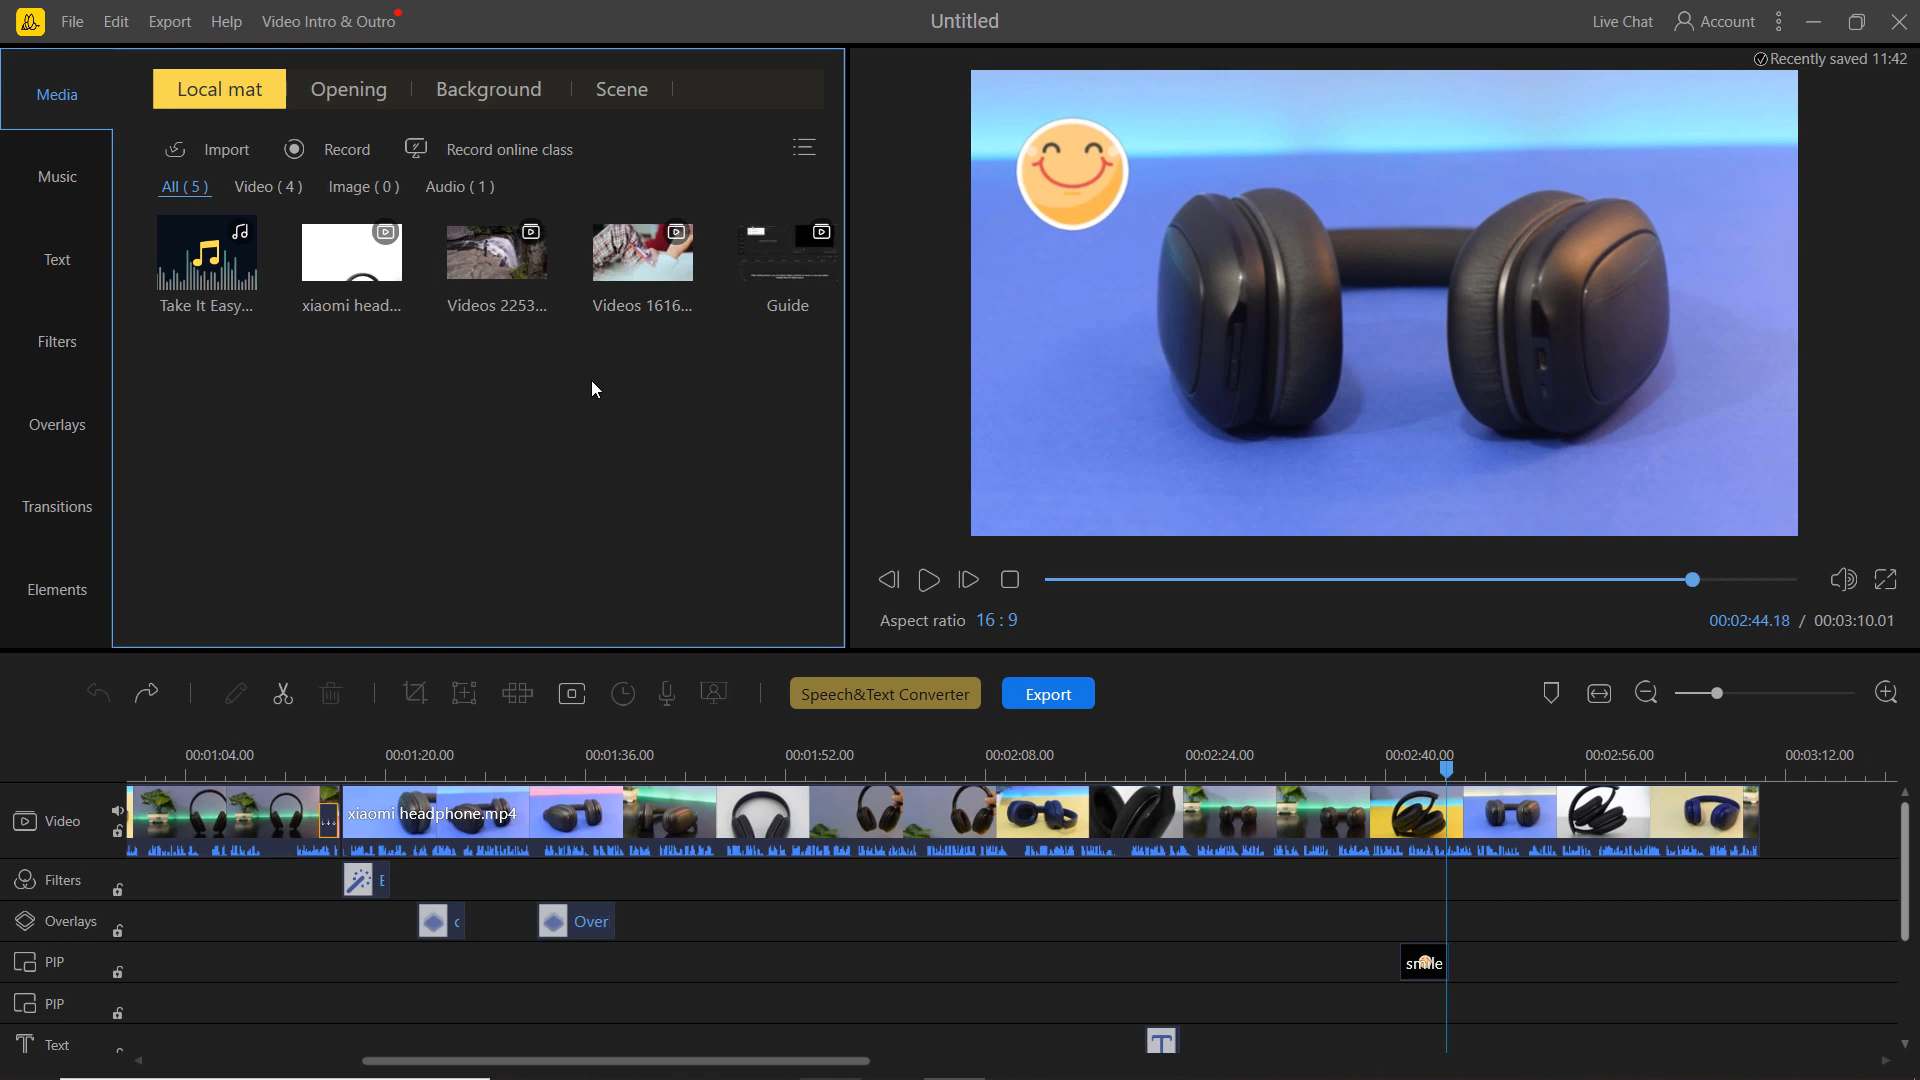 File Edit Export Help Video Intro & Outro
Untitled
Live Chat Account
Recently saved 11:42
Media
Music
Text
Filters
Overlays
Transitions
Elements
Local mat Opening Background Scene
Import Record Record online class
All ( 5 ) Video ( 4 ) Image ( 0 ) Audio ( 1 )
Take It Easy... xiaomi head... Videos 2253... Videos 1616... Guide
Aspect ratio 16 : 9
00:02:44.18 / 00:03:10.01
Speech&Text Converter Export
00:01:04.00 00:01:20.00 00:01:36.00 00:01:52.00 00:02:08.00 00:02:24.00 00:02:40.00 00:02:56.00 00:03:12.00
Video xiaomi headphone.mp4
Filters
Overlays Over
PIP smile
PIP
Text T